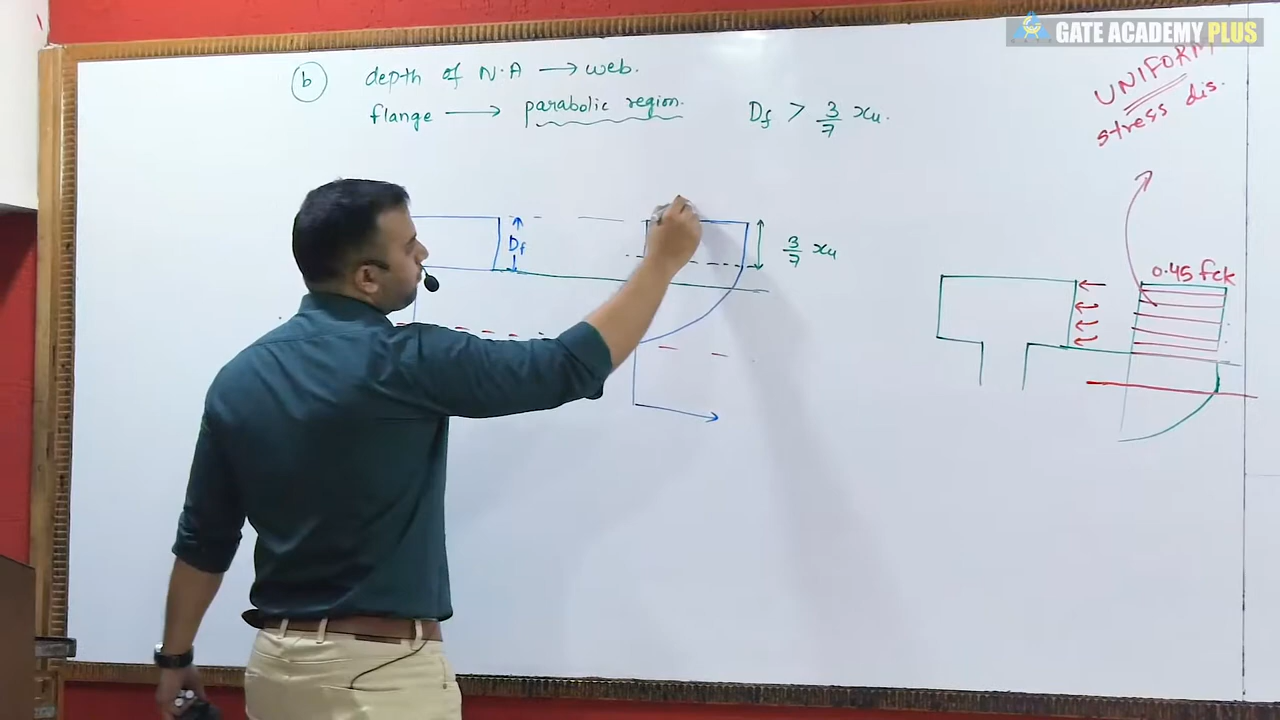 GATE ACADEMY PLUS
(b) depth of N.A → web.
flange → parabolic region. Df > 3/7 xu.
UNIFORM
stress dis.
Df
3/7 xu
0.45 fck